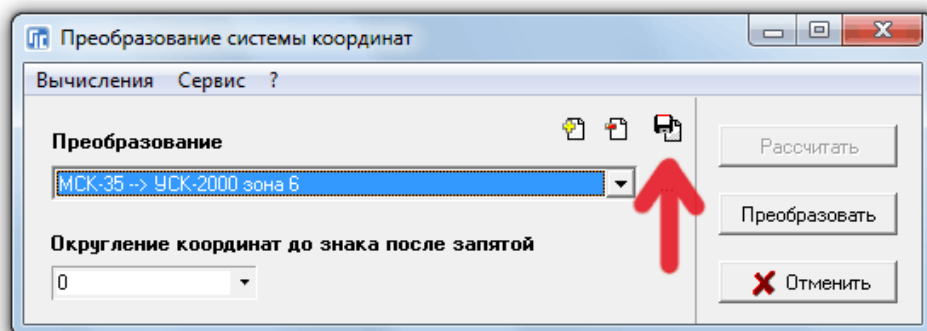 Преобразование системы координат
Вычисления Сервис ?
Преобразование
МСК-35 --> УСК-2000 зона 6
Рассчитать
Преобразовать
Округление координат до знака после запятой
0
Отменить